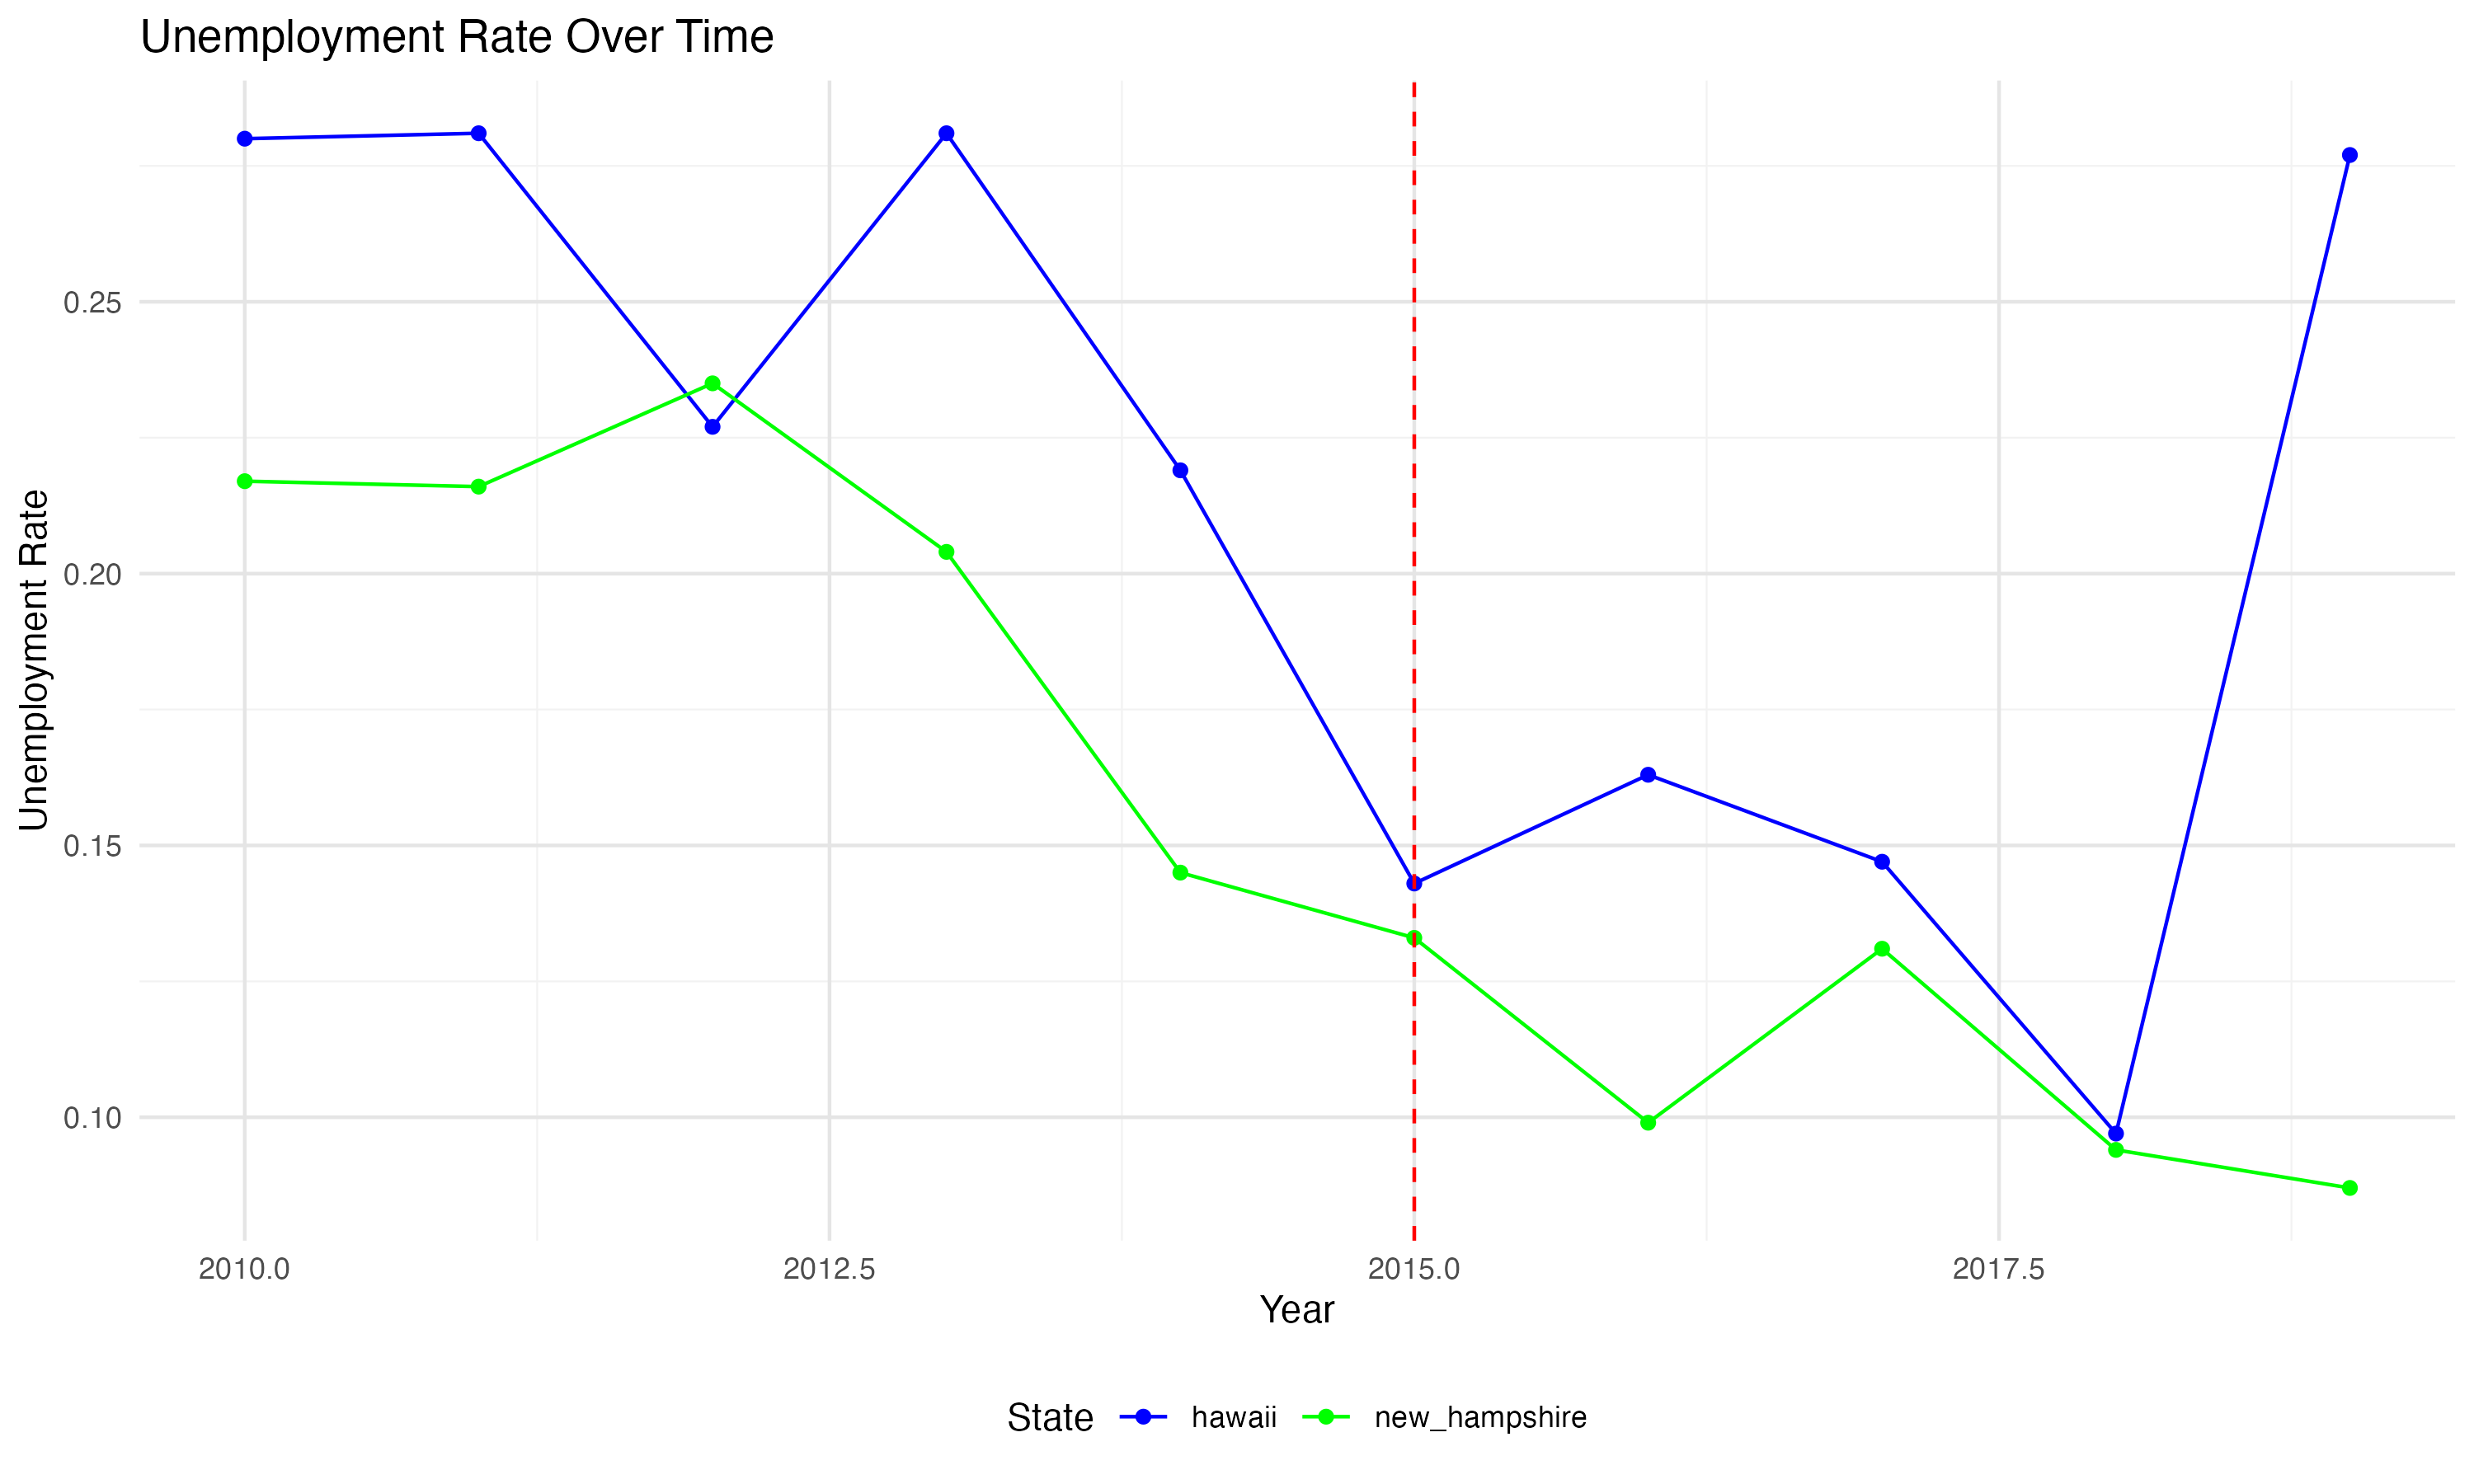 Unemployment Rate Over Time
Unemployment Rate
0.25
0.20
0.15
0.10
2010.0 2012.5 2015.0 2017.5
Year
State hawaii new_hampshire